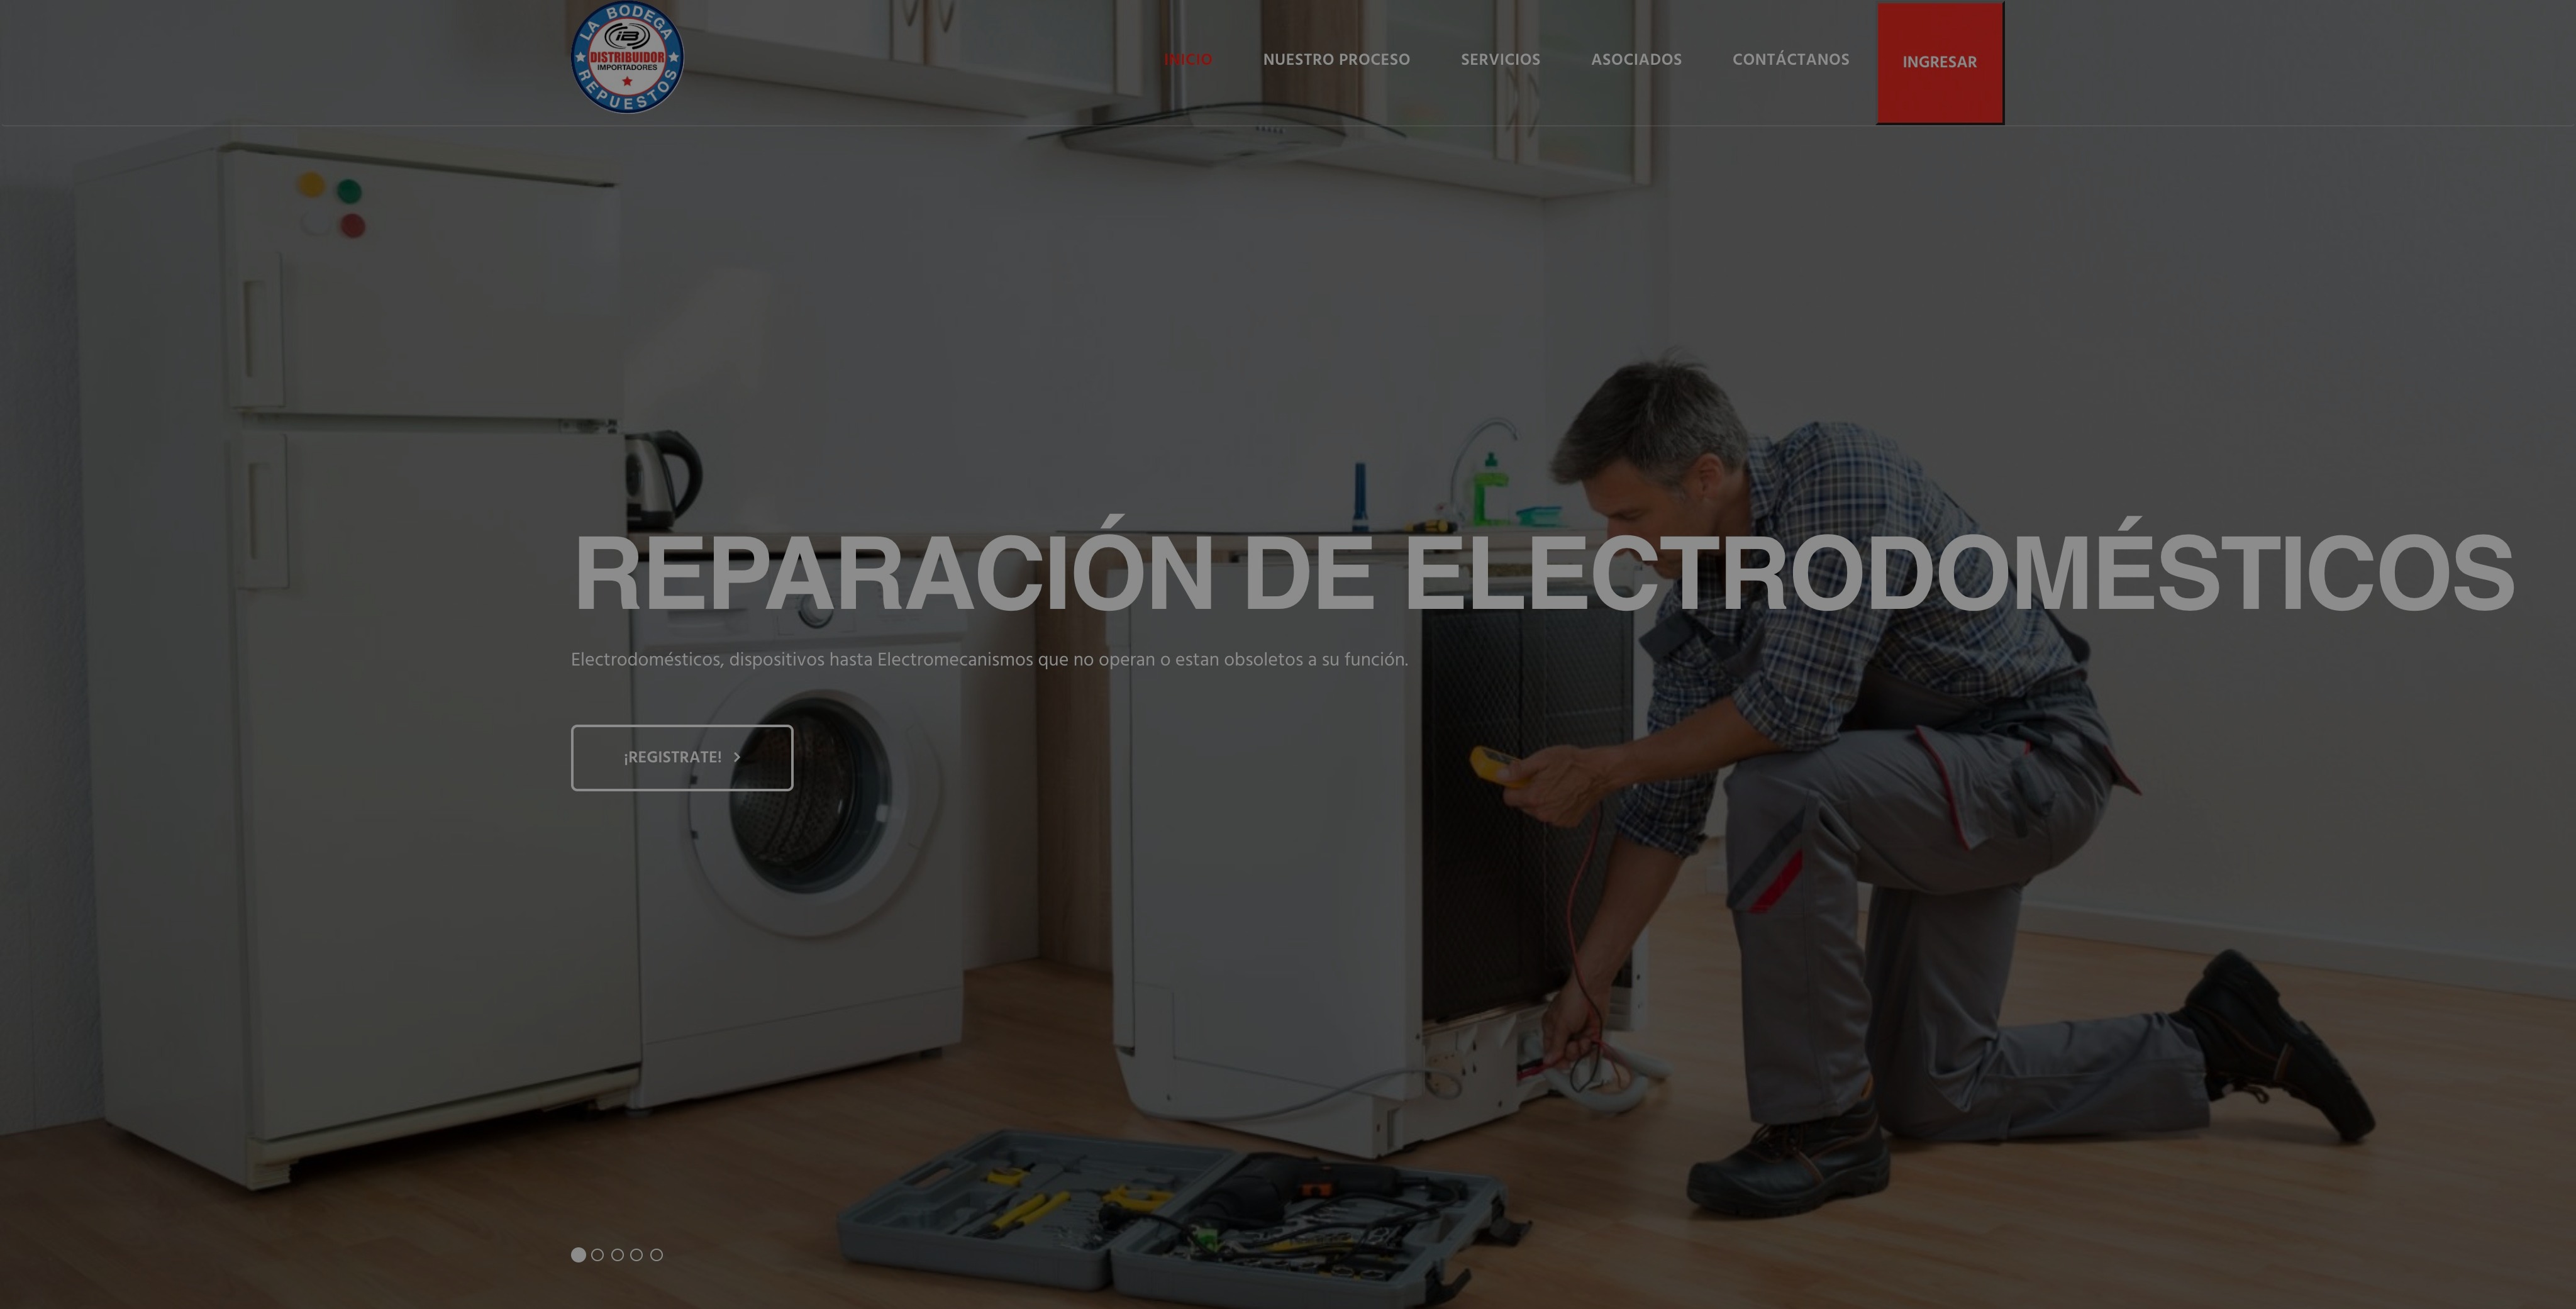 LA BODEGA
iB
DISTRIBUIDOR
IMPORTADORES
REPUESTOS
INICIO
NUESTRO PROCESO
SERVICIOS
ASOCIADOS
CONTÁCTANOS
INGRESAR
REPARACIÓN DE ELECTRODOMÉSTICOS
Electrodomésticos, dispositivos hasta Electromecanismos que no operan o estan obsoletos a su función.
¡REGISTRATE!